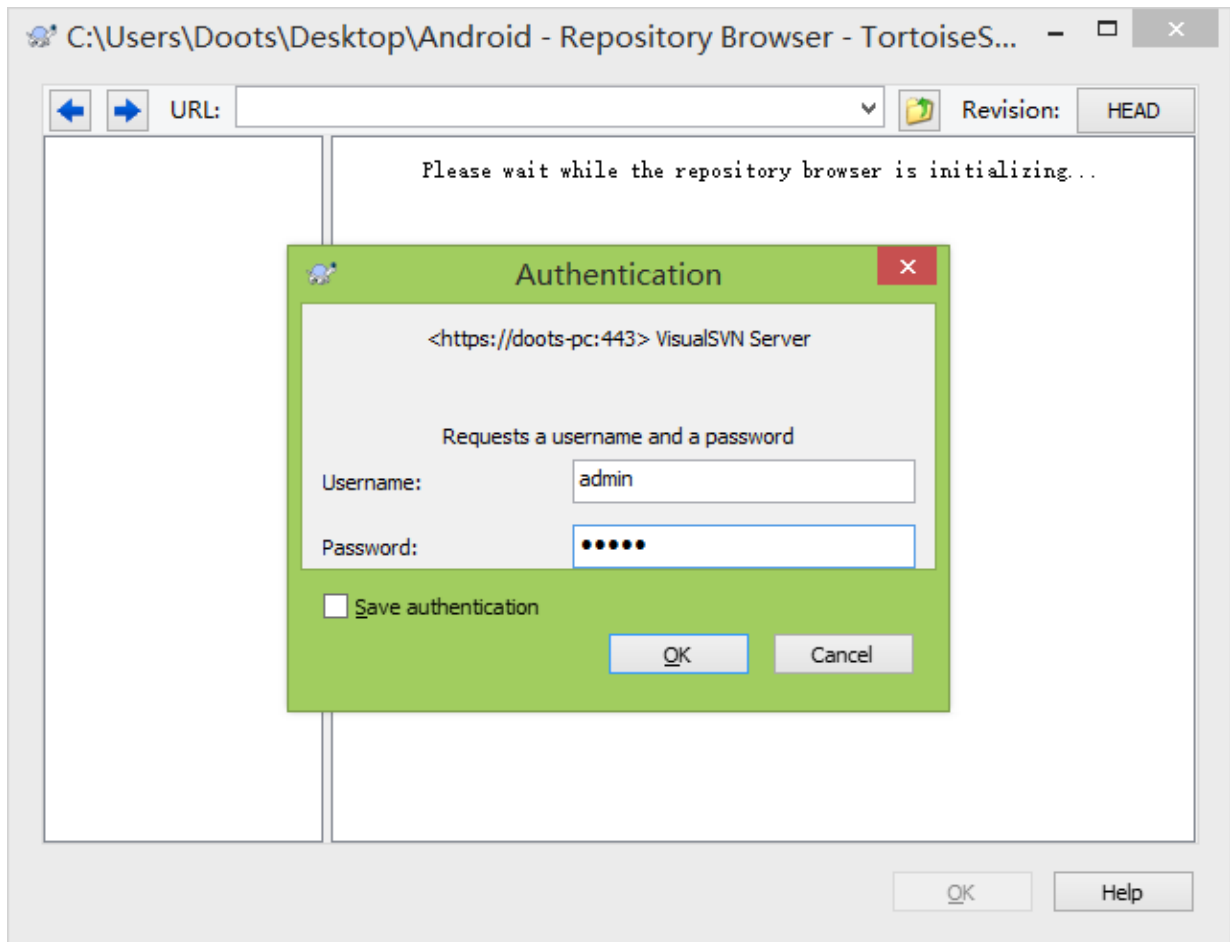 C:\Users\Doots\Desktop\Android - Repository Browser - TortoiseS...
URL:
Revision:
HEAD
Please wait while the repository browser is initializing...
Authentication
<https://doots-pc:443> VisualSVN Server
Requests a username and a password
Username:
admin
Password:
•••••
Save authentication
OK
Cancel
OK
Help